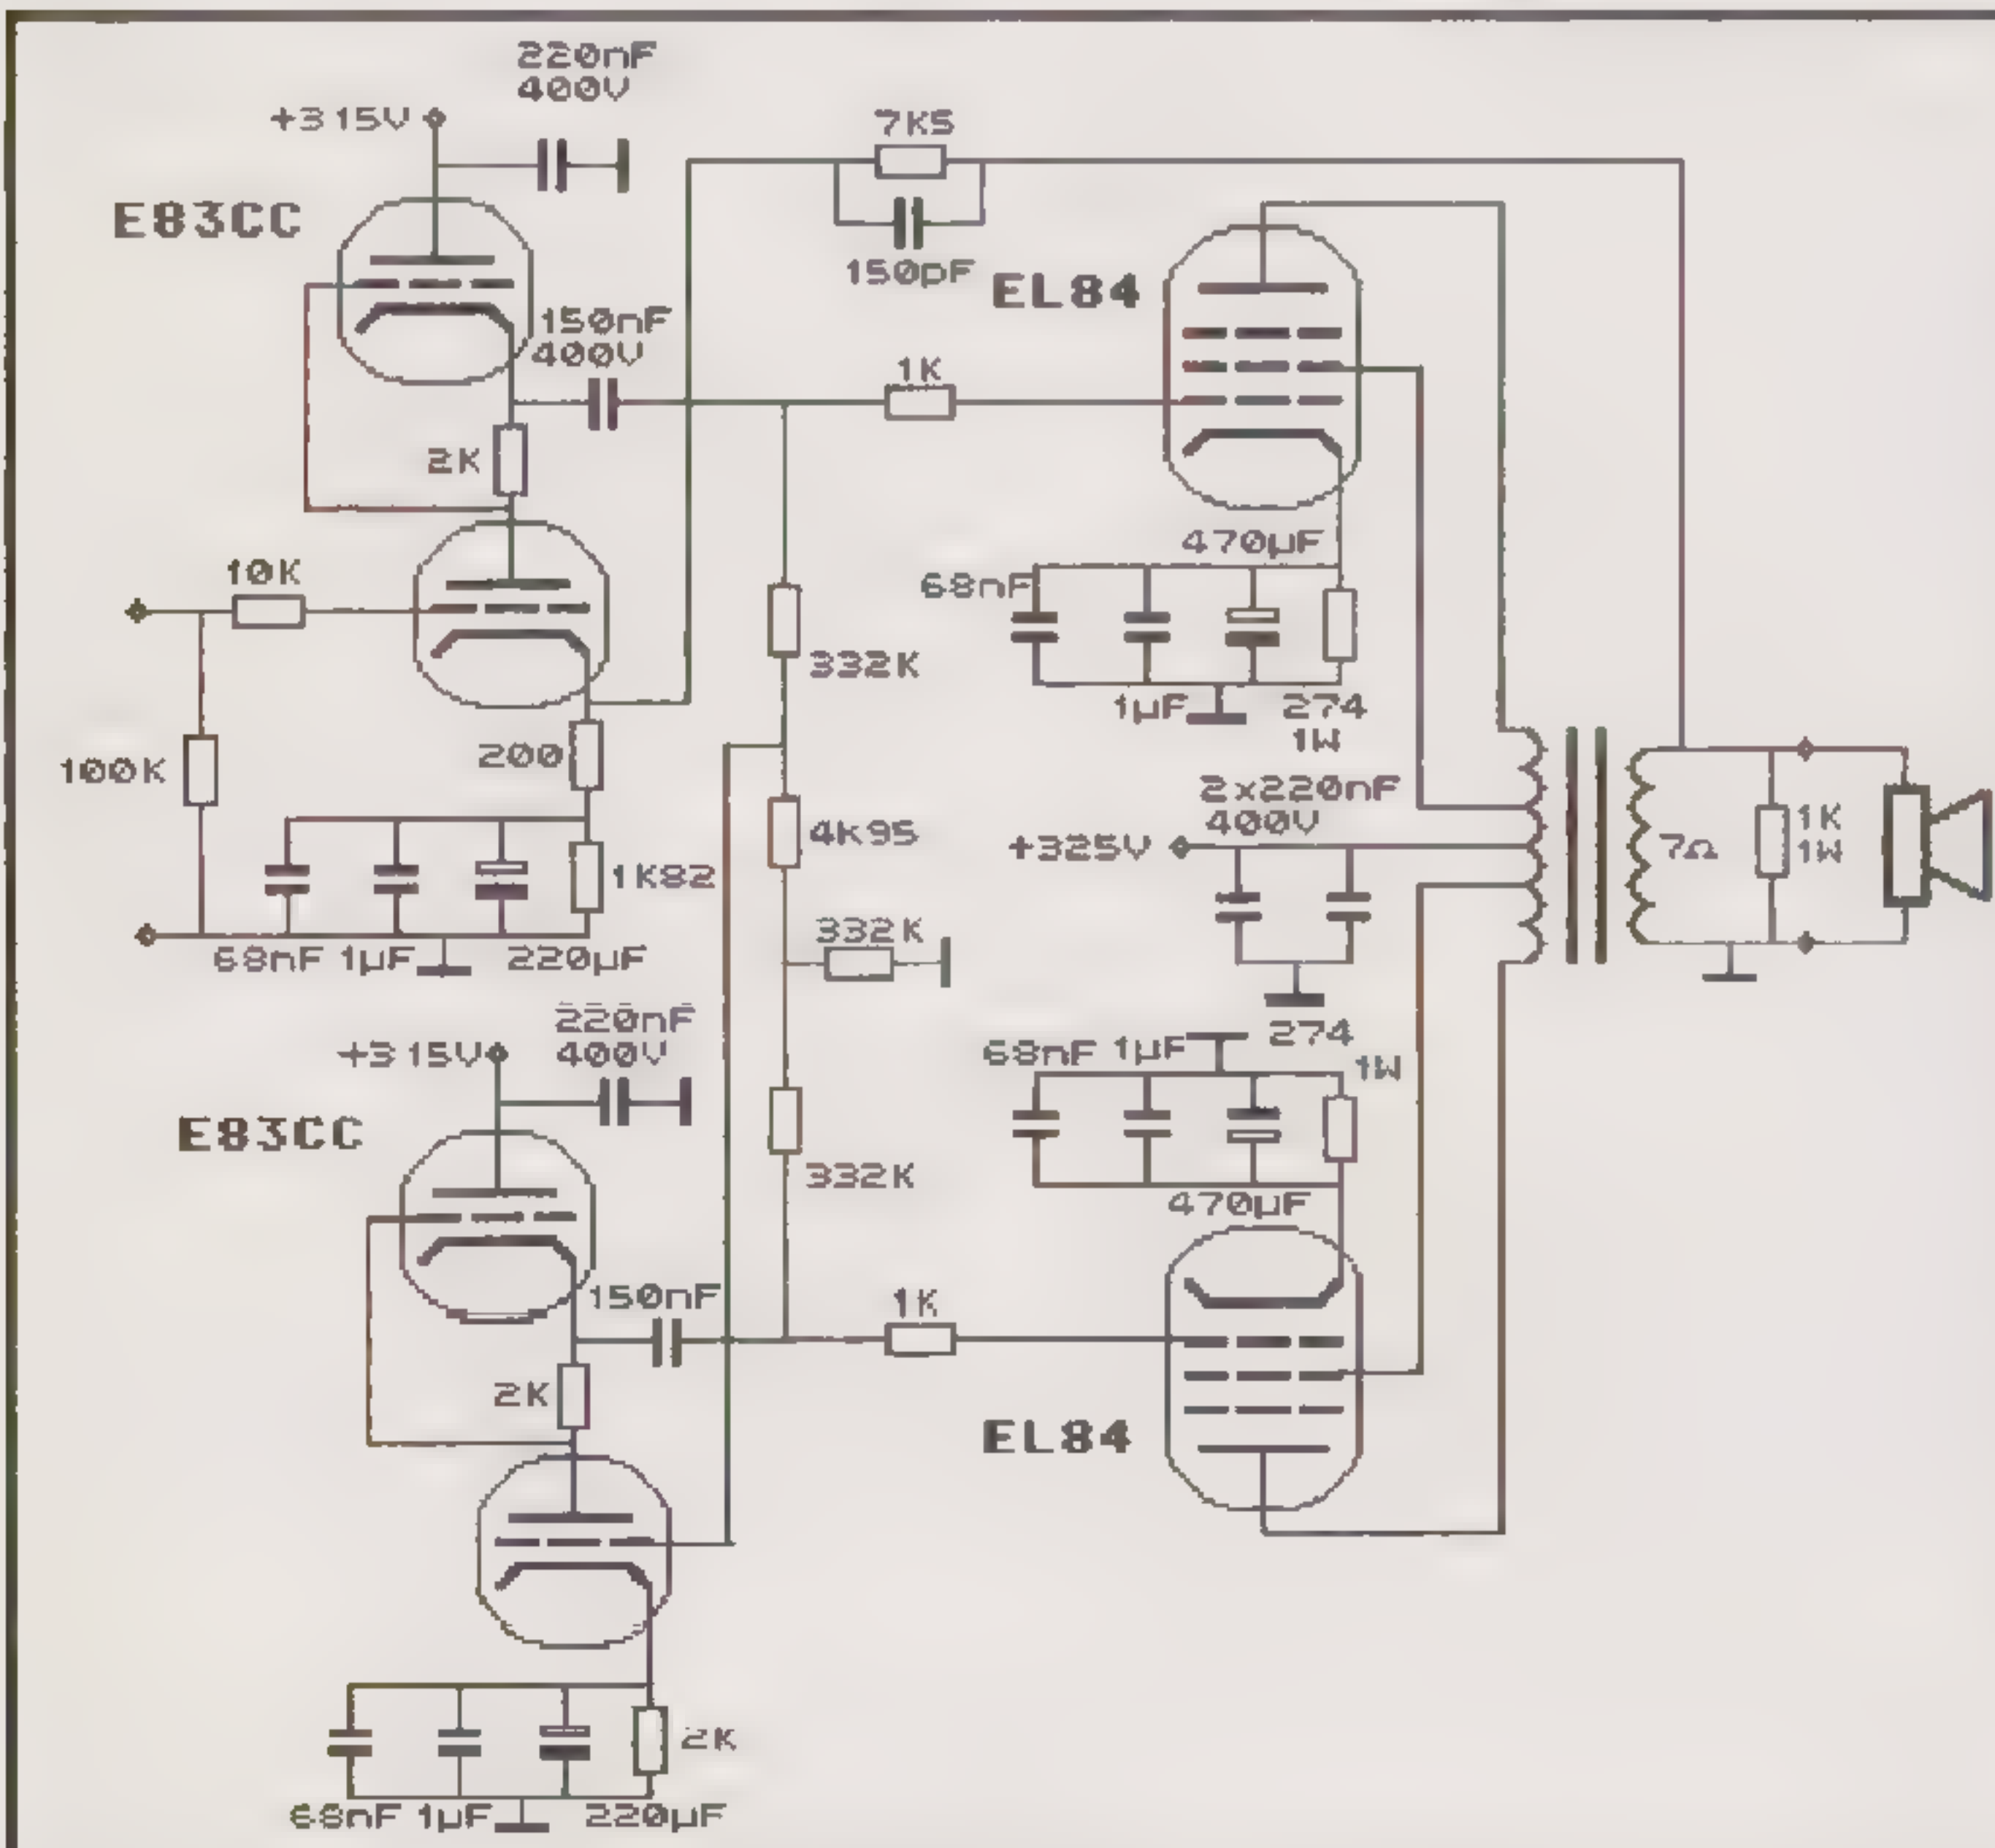 220nF
400V
+315V
7K5
E83CC
150pF
EL84
150nF
400V
1K
2K
470µF
10K
68nF
332K
1µF
274
1W
200
100K
2x220nF
400V
4K95
+325V
7Ω
1K
1W
1K82
332K
68nF 1µF
220µF
220nF
400V
274
+315V
68nF 1µF
1W
E83CC
332K
470µF
150nF
1K
2K
EL84
2K
68nF 1µF
220µF